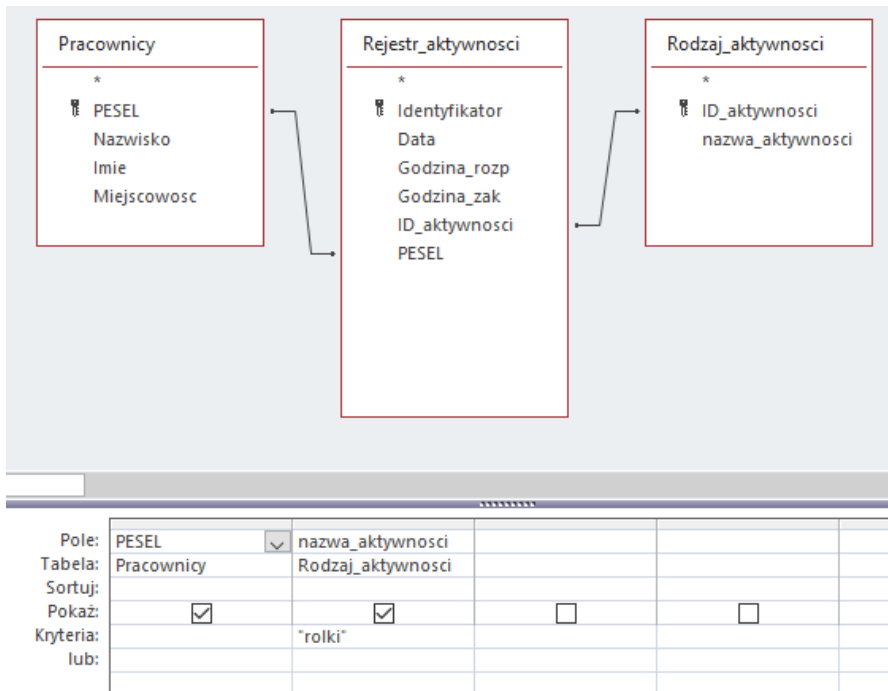 Pracownicy
*
PESEL
Nazwisko
Imie
Miejscowosc
Rejestr_aktywnosci
*
Identyfikator
Data
Godzina_rozp
Godzina_zak
ID_aktywnosci
PESEL
Rodzaj_aktywnosci
*
ID_aktywnosci
nazwa_aktywnosci
Pole: PESEL nazwa_aktywnosci
Tabela: Pracownicy Rodzaj_aktywnosci
Sortuj:
Pokaż:
Kryteria: "rolki"
lub: